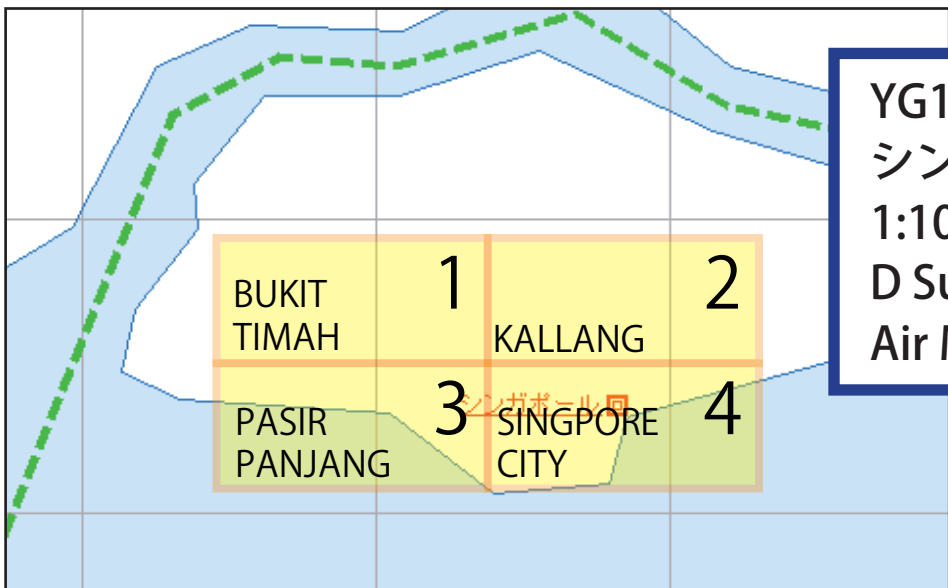 YG1
シン
1:10
D Su
Air
BUKIT
TIMAH
1
2
KALLANG
PASIR
PANJANG
3
シンガポール
SINGPORE
CITY
4